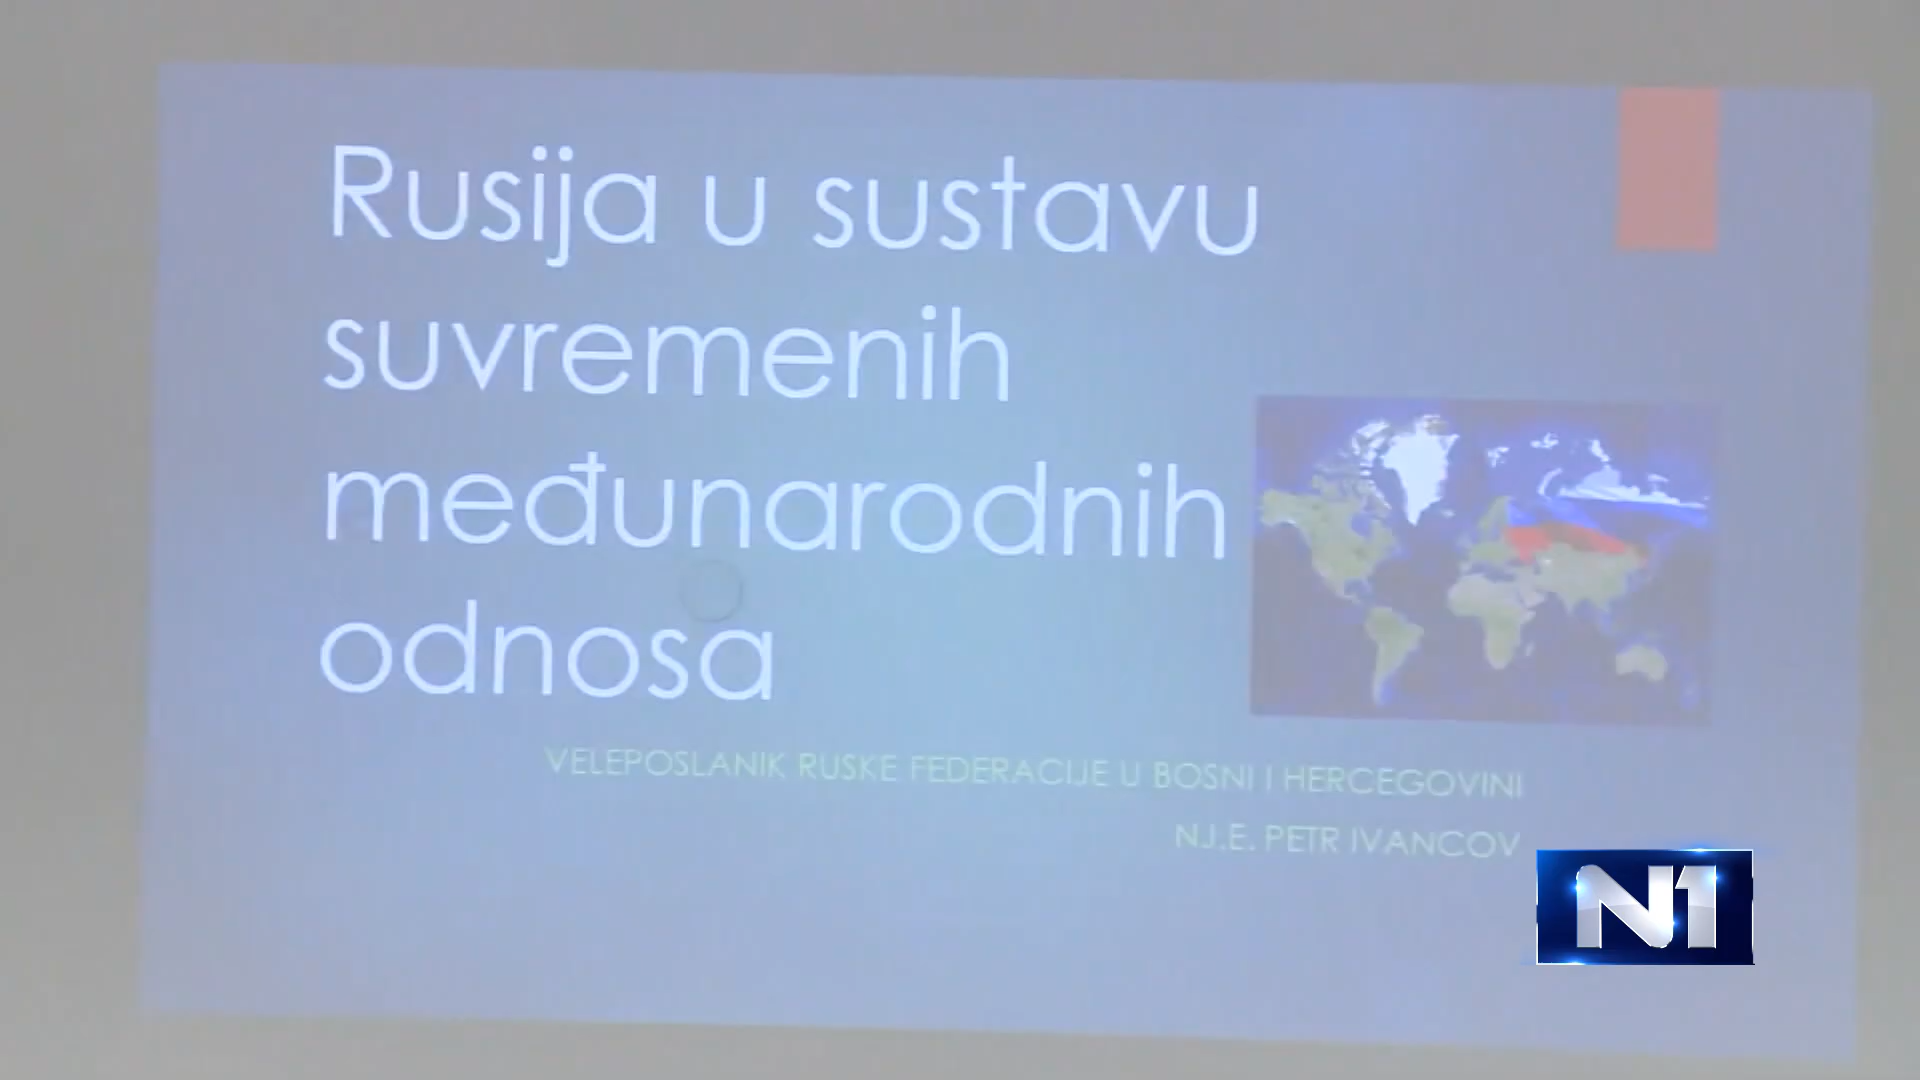 Rusija u sustavu
suvremenih
međunarodnih
odnosa
VELEPOSLANIK RUSKE FEDERACIJE U BOSNI I HERCEGOVINI
NJ.E. PETR IVANCOV
N1